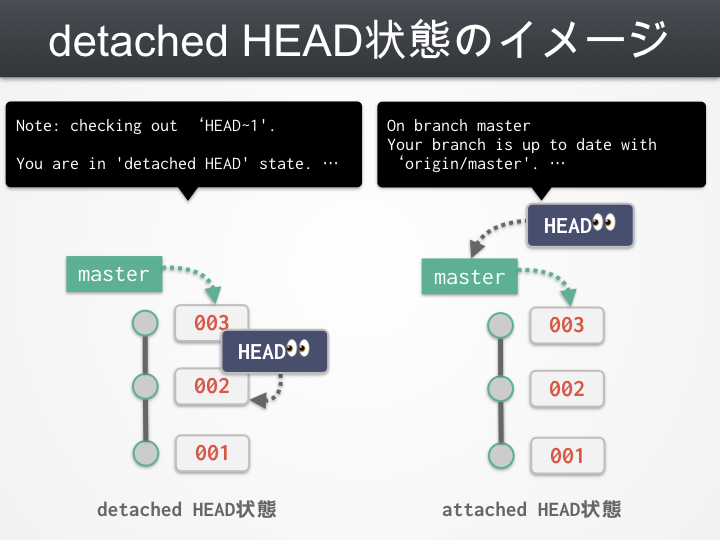 detached HEAD状態のイメージ
Note: checking out ‘HEAD~1'.
You are in 'detached HEAD' state. …
On branch master
Your branch is up to date with
‘origin/master'. …
HEAD👀
master
003
HEAD👀
002
001
detached HEAD状態
master
003
002
001
attached HEAD状態